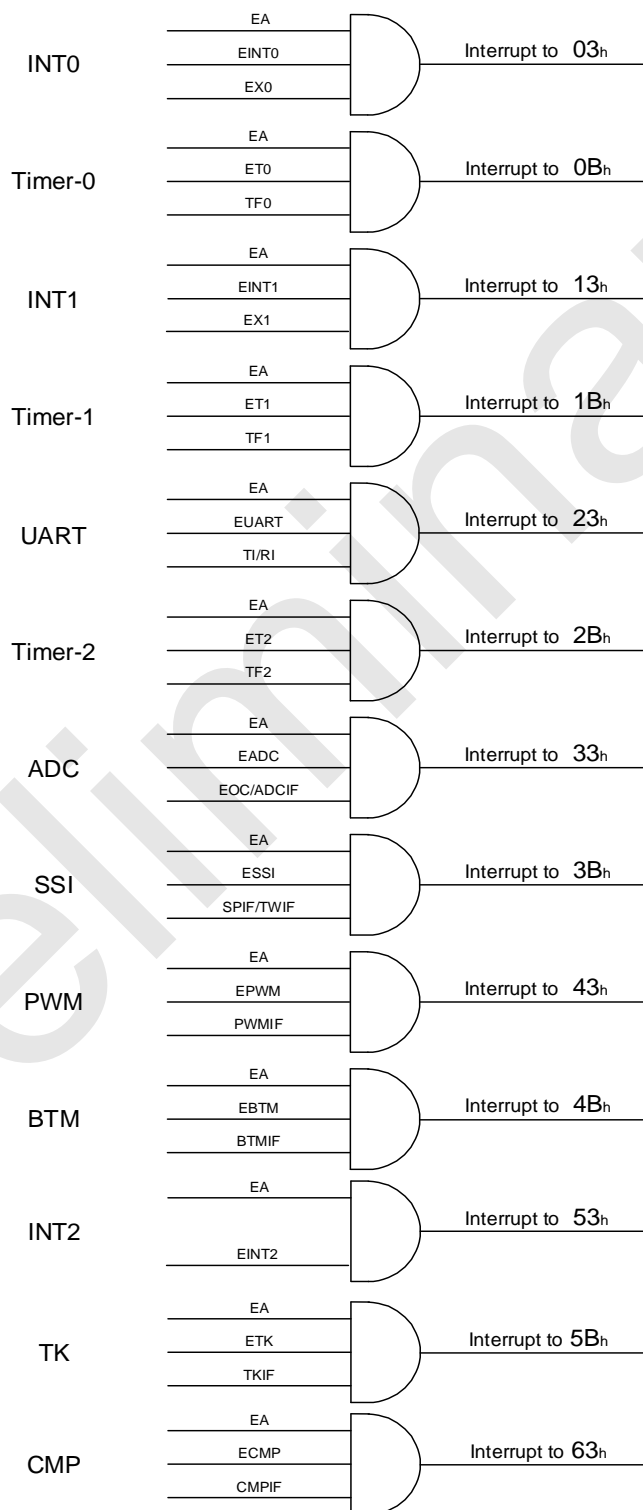 EA
INT0 EINT0 Interrupt to 03h
EX0
EA
Timer-0 ET0 Interrupt to 0Bh
TF0
EA
INT1 EINT1 Interrupt to 13h
EX1
EA
Timer-1 ET1 Interrupt to 1Bh
TF1
EA
UART EUART Interrupt to 23h
TI/RI
EA
Timer-2 ET2 Interrupt to 2Bh
TF2
EA
ADC EADC Interrupt to 33h
EOC/ADCIF
EA
SSI ESSI Interrupt to 3Bh
SPIF/TWIF
EA
PWM EPWM Interrupt to 43h
PWMIF
EA
BTM EBTM Interrupt to 4Bh
BTMIF
EA
INT2 Interrupt to 53h
EINT2
EA
TK ETK Interrupt to 5Bh
TKIF
EA
CMP ECMP Interrupt to 63h
CMPIF
elimina